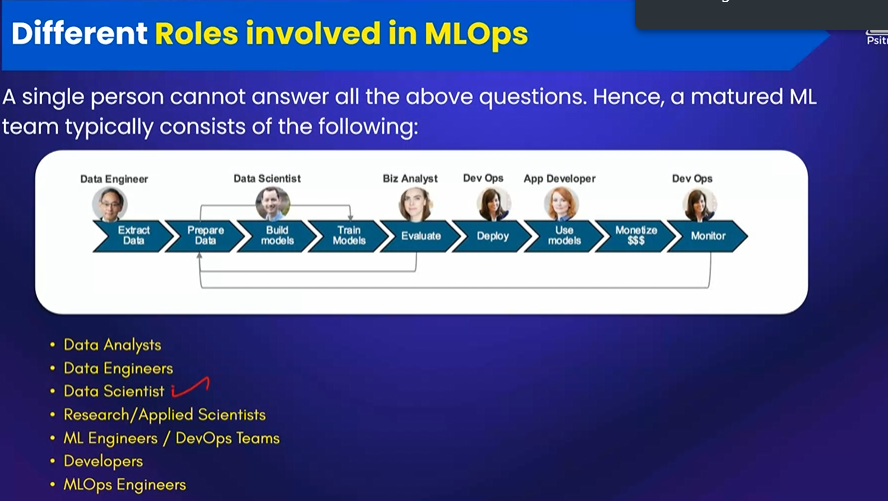 Different Roles involved in MLOps
A single person cannot answer all the above questions. Hence, a matured ML
team typically consists of the following:
Data Engineer
Data Scientist
Biz Analyst
Dev Ops
App Developer
Dev Ops
Extract
Data
Prepare
Data
Build
models
Train
Models
Evaluate
Deploy
Use
models
Monetize
$$$
Monitor
• Data Analysts
• Data Engineers
• Data Scientist
• Research/Applied Scientists
• ML Engineers / DevOps Teams
• Developers
• MLOps Engineers